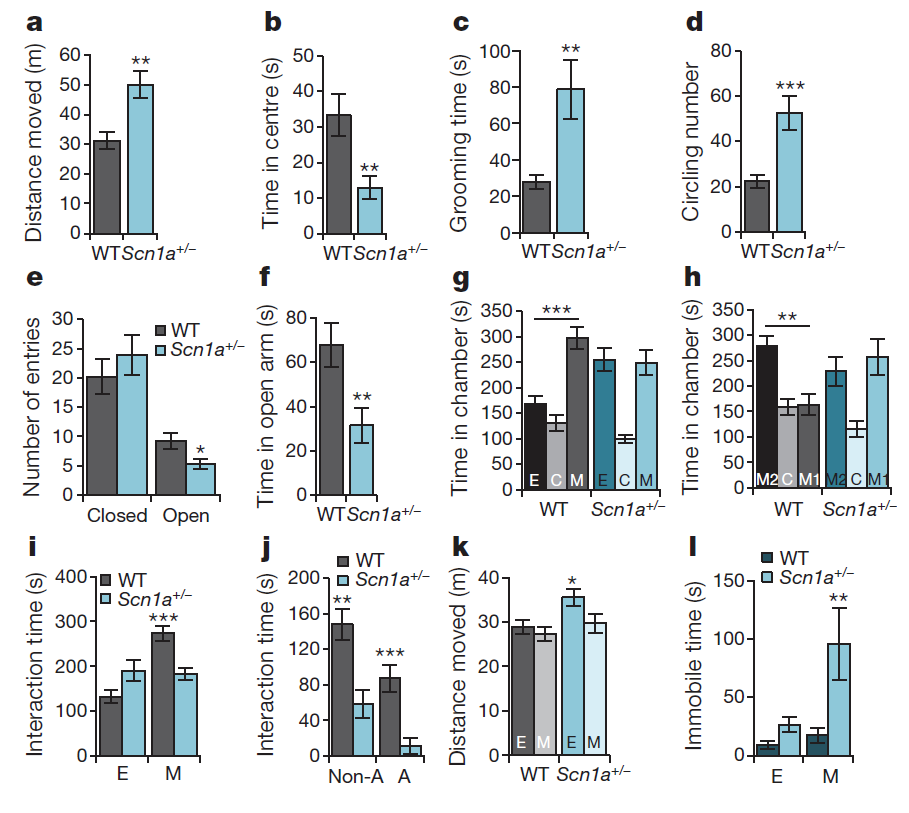 a
Distance moved (m)
60
50
40
30
20
10
0
**
WT Scn1a+/–
b
Time in centre (s)
50
40
30
20
10
0
**
WT Scn1a+/–
c
Grooming time (s)
100
80
60
40
20
0
**
WT Scn1a+/–
d
Circling number
80
60
40
20
0
***
WT Scn1a+/–
e
Number of entries
30
25
20
15
10
5
0
WT
Scn1a+/–
*
Closed Open
f
Time in open arm (s)
80
60
40
20
0
**
WT Scn1a+/–
g
Time in chamber (s)
350
300
250
200
150
100
50
0
***
E C M E C M
WT Scn1a+/–
h
Time in chamber (s)
350
300
250
200
150
100
50
0
**
M2 C M1 M2 C M1
WT Scn1a+/–
i
Interaction time (s)
400
300
200
100
0
WT
Scn1a+/–
***
E M
j
Interaction time (s)
200
160
120
80
40
0
WT
Scn1a+/–
**
***
Non-A A
k
Distance moved (m)
40
30
20
10
0
*
E M E M
WT Scn1a+/–
l
Immobile time (s)
150
100
50
0
WT
Scn1a+/–
**
E M